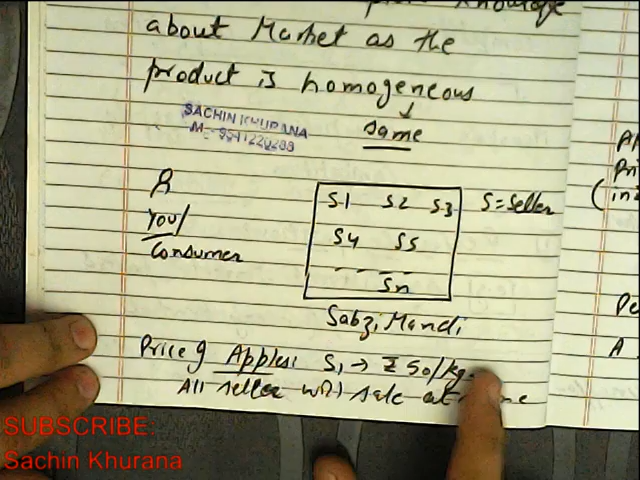 Knowledge
about Market as the
product is homogeneous
same
SACHIN KHURANA
You/
Consumer
S1 S2 S3
S4 S5
Sn
S=Seller
Sabzi Mandi
Price of Apples: S1 → ₹ 50/kg
All seller will sale at
SUBSCRIBE:
Sachin Khurana